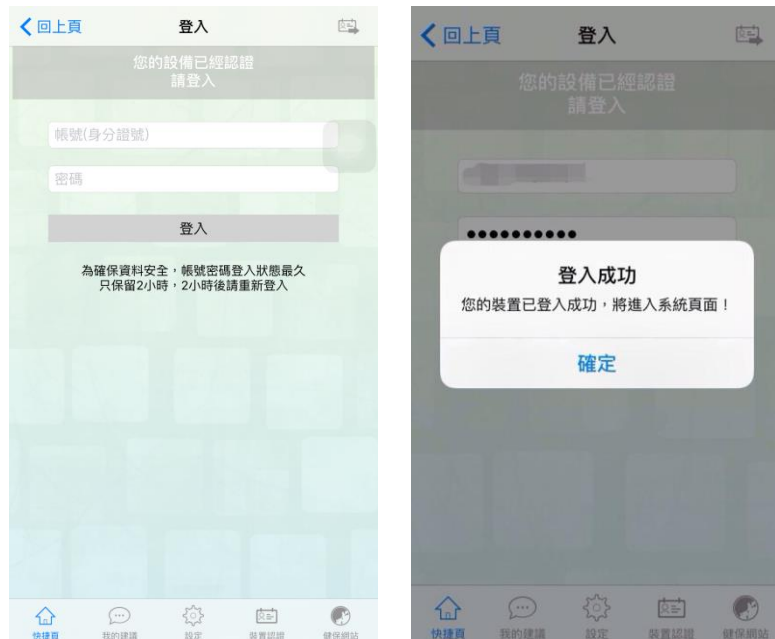 回上頁
登入
您的設備已經認證
請登入
帳號(身分證號)
密碼
登入
為確保資料安全，帳號密碼登入狀態最久
只保留2小時，2小時後請重新登入
快捷頁
我的建議
設定
裝置認證
健保網站
回上頁
登入
您的設備已經認證
請登入
●●●●●●●●●●
登入成功
您的裝置已登入成功，將進入系統頁面！
確定
快捷頁
我的建議
設定
裝置認證
健保網站